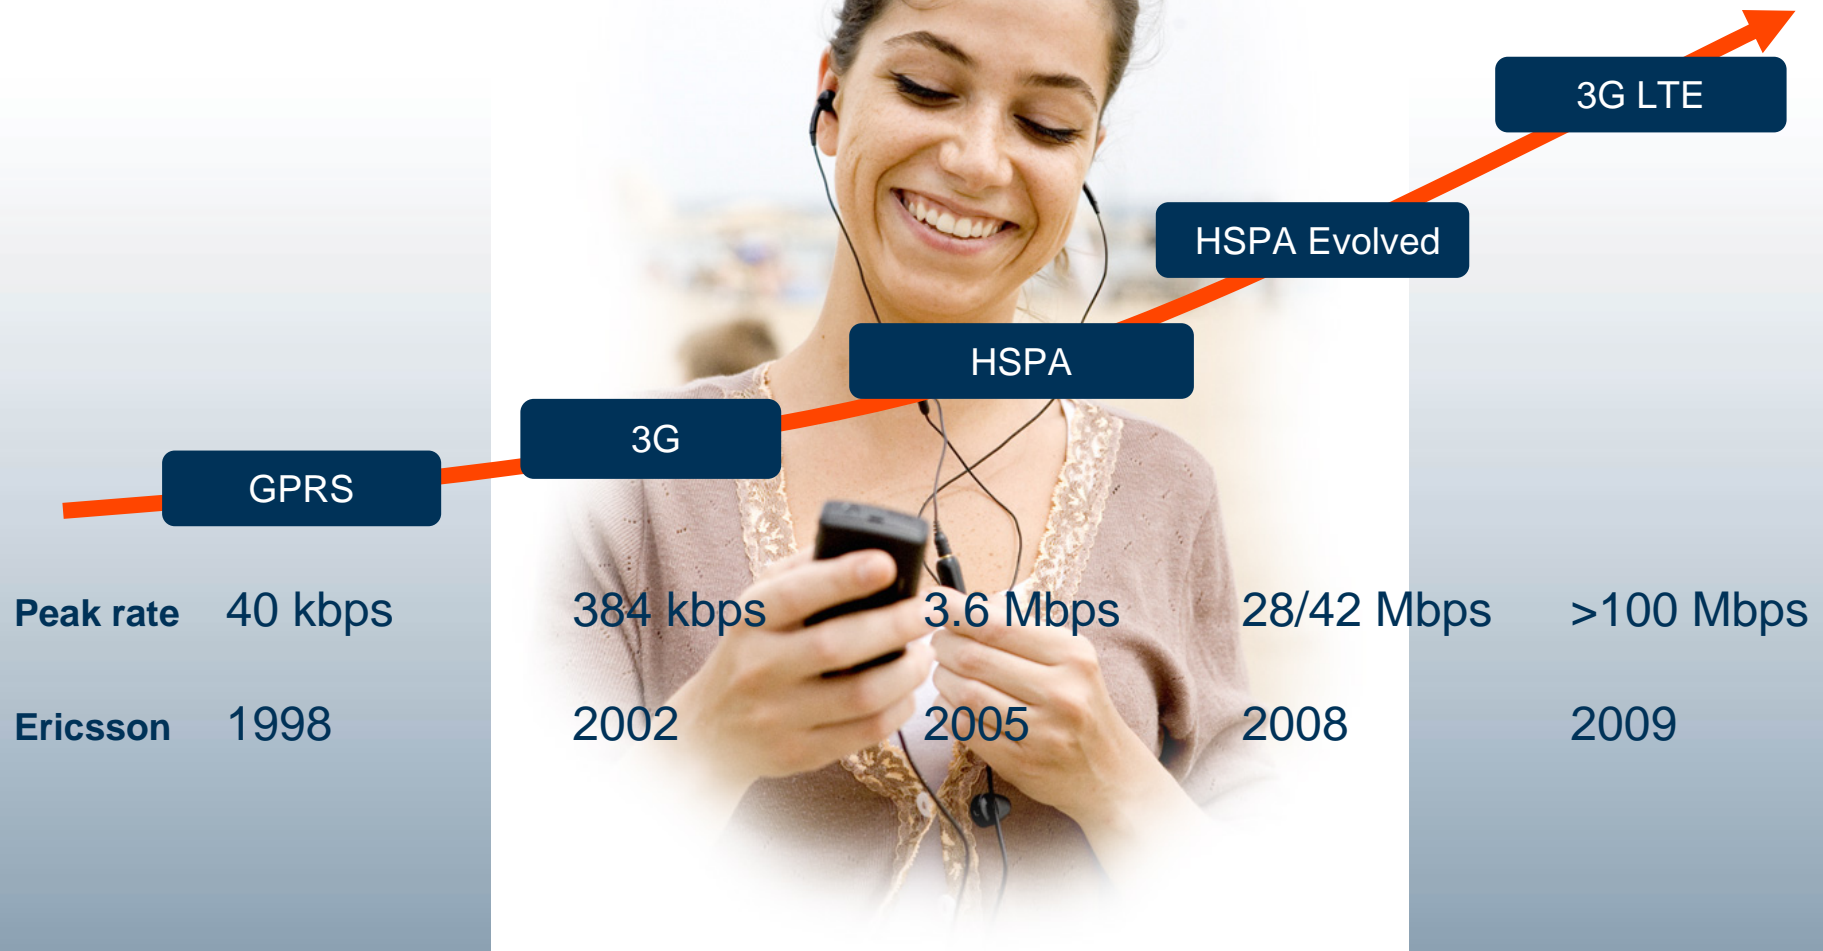 3G LTE
HSPA Evolved
HSPA
3G
GPRS
Peak rate 40 kbps 384 kbps 3.6 Mbps 28/42 Mbps >100 Mbps
Ericsson 1998 2002 2005 2008 2009